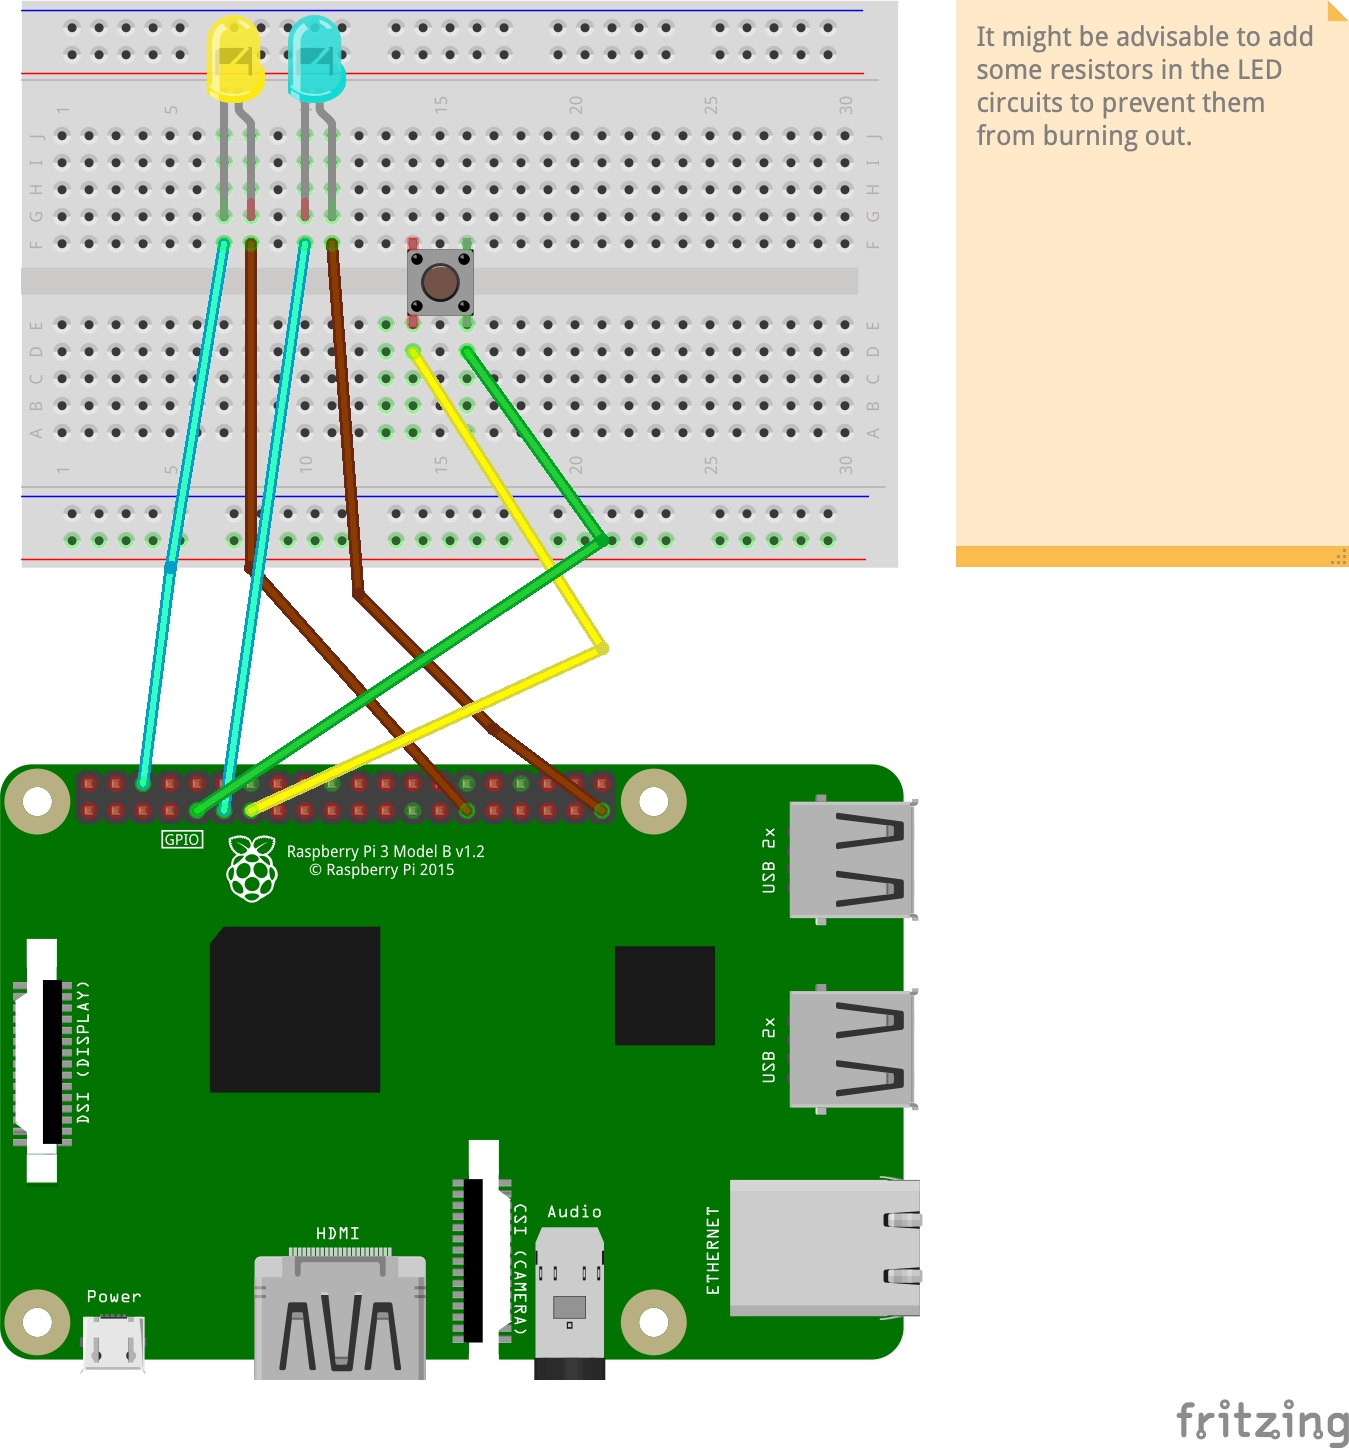 It might be advisable to add
some resistors in the LED
circuits to prevent them
from burning out.
1 5 15 20 25 30
J J
I I
H H
G G
F F
E E
D D
C C
B B
A A
1 5 10 15 20 25 30
GPIO
Raspberry Pi 3 Model B v1.2
© Raspberry Pi 2015
USB 2x
DSI (DISPLAY)
USB 2x
Audio
CSI (CAMERA)
ETHERNET
HDMI
Power
fritzing